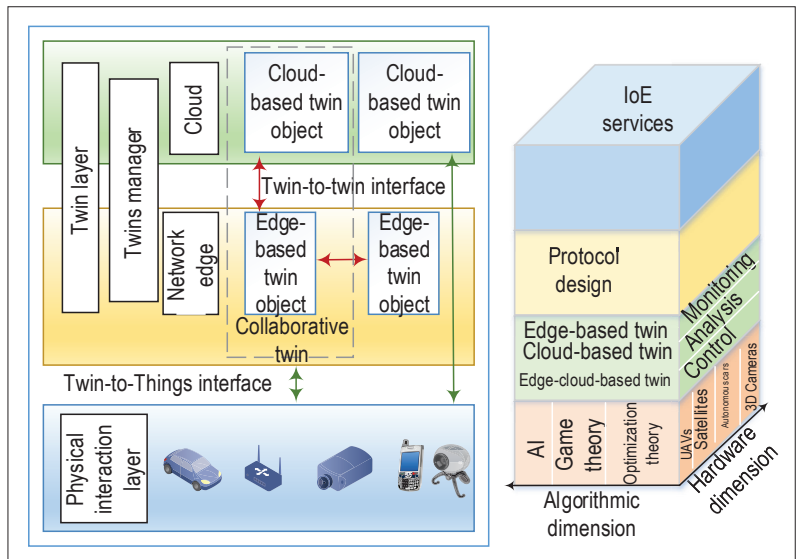 Twin layer
Twins manager
Cloud
Cloud-
based twin
object
Cloud-
based twin
object
Twin-to-twin interface
Network
edge
Edge-
based
twin
object
Edge-
based
twin
object
Collaborative
twin
Twin-to-Things interface
Physical
interaction
layer
IoE
services
Protocol
design
Edge-based twin
Cloud-based twin
Edge-cloud-based twin
Monitoring
Analysis
Control
AI
Game
theory
Optimization
theory
UAVs
Satellites
Autonomous cars
3D Cameras
Algorithmic
dimension
Hardware
dimension